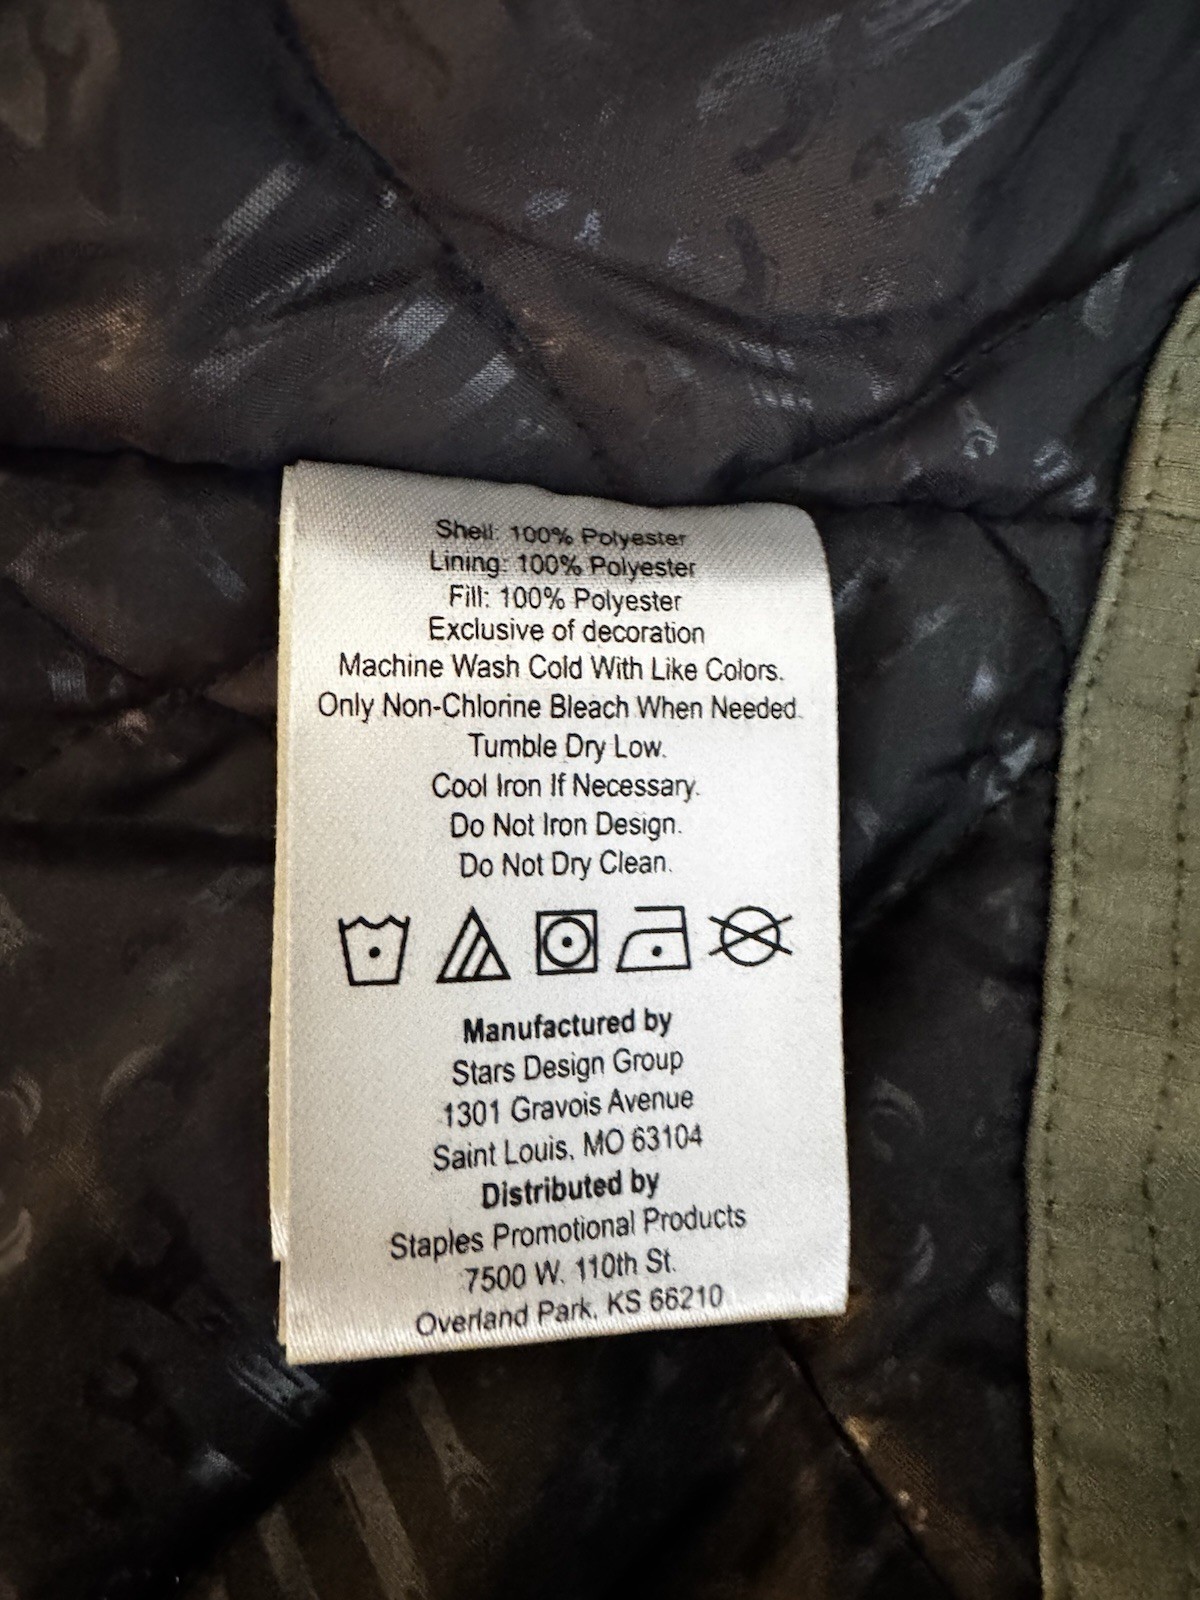 Shell: 100% Polyester
Lining: 100% Polyester
Fill: 100% Polyester
Exclusive of decoration
Machine Wash Cold With Like Colors.
Only Non-Chlorine Bleach When Needed.
Tumble Dry Low.
Cool Iron If Necessary.
Do Not Iron Design.
Do Not Dry Clean.
Manufactured by
Stars Design Group
1301 Gravois Avenue
Saint Louis, MO 63104
Distributed by
Staples Promotional Products
7500 W. 110th St.
Overland Park, KS 66210